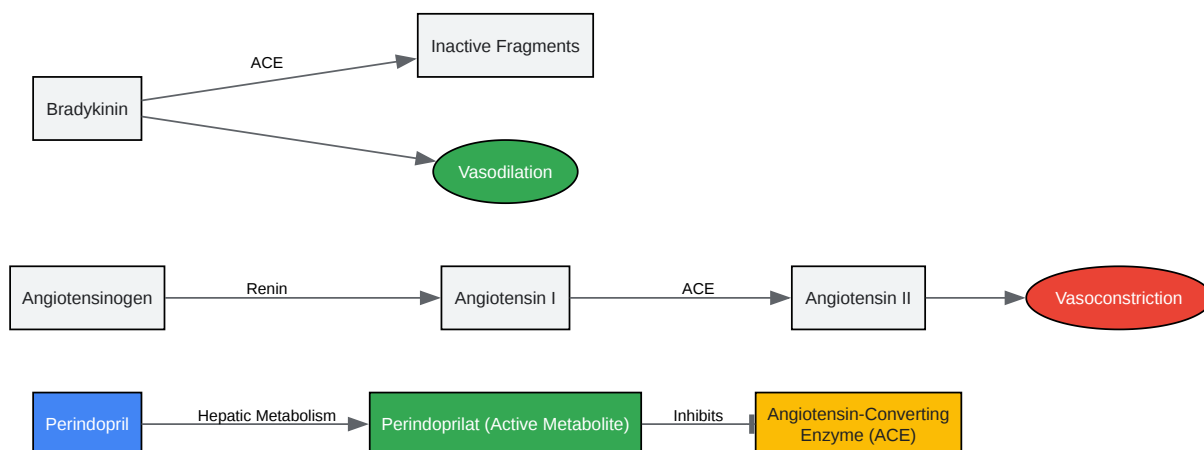 Inactive Fragments
ACE
Bradykinin
Vasodilation
Angiotensinogen
Renin
Angiotensin I
ACE
Angiotensin II
Vasoconstriction
Perindopril
Hepatic Metabolism
Perindoprilat (Active Metabolite)
Inhibits
Angiotensin-Converting
Enzyme (ACE)